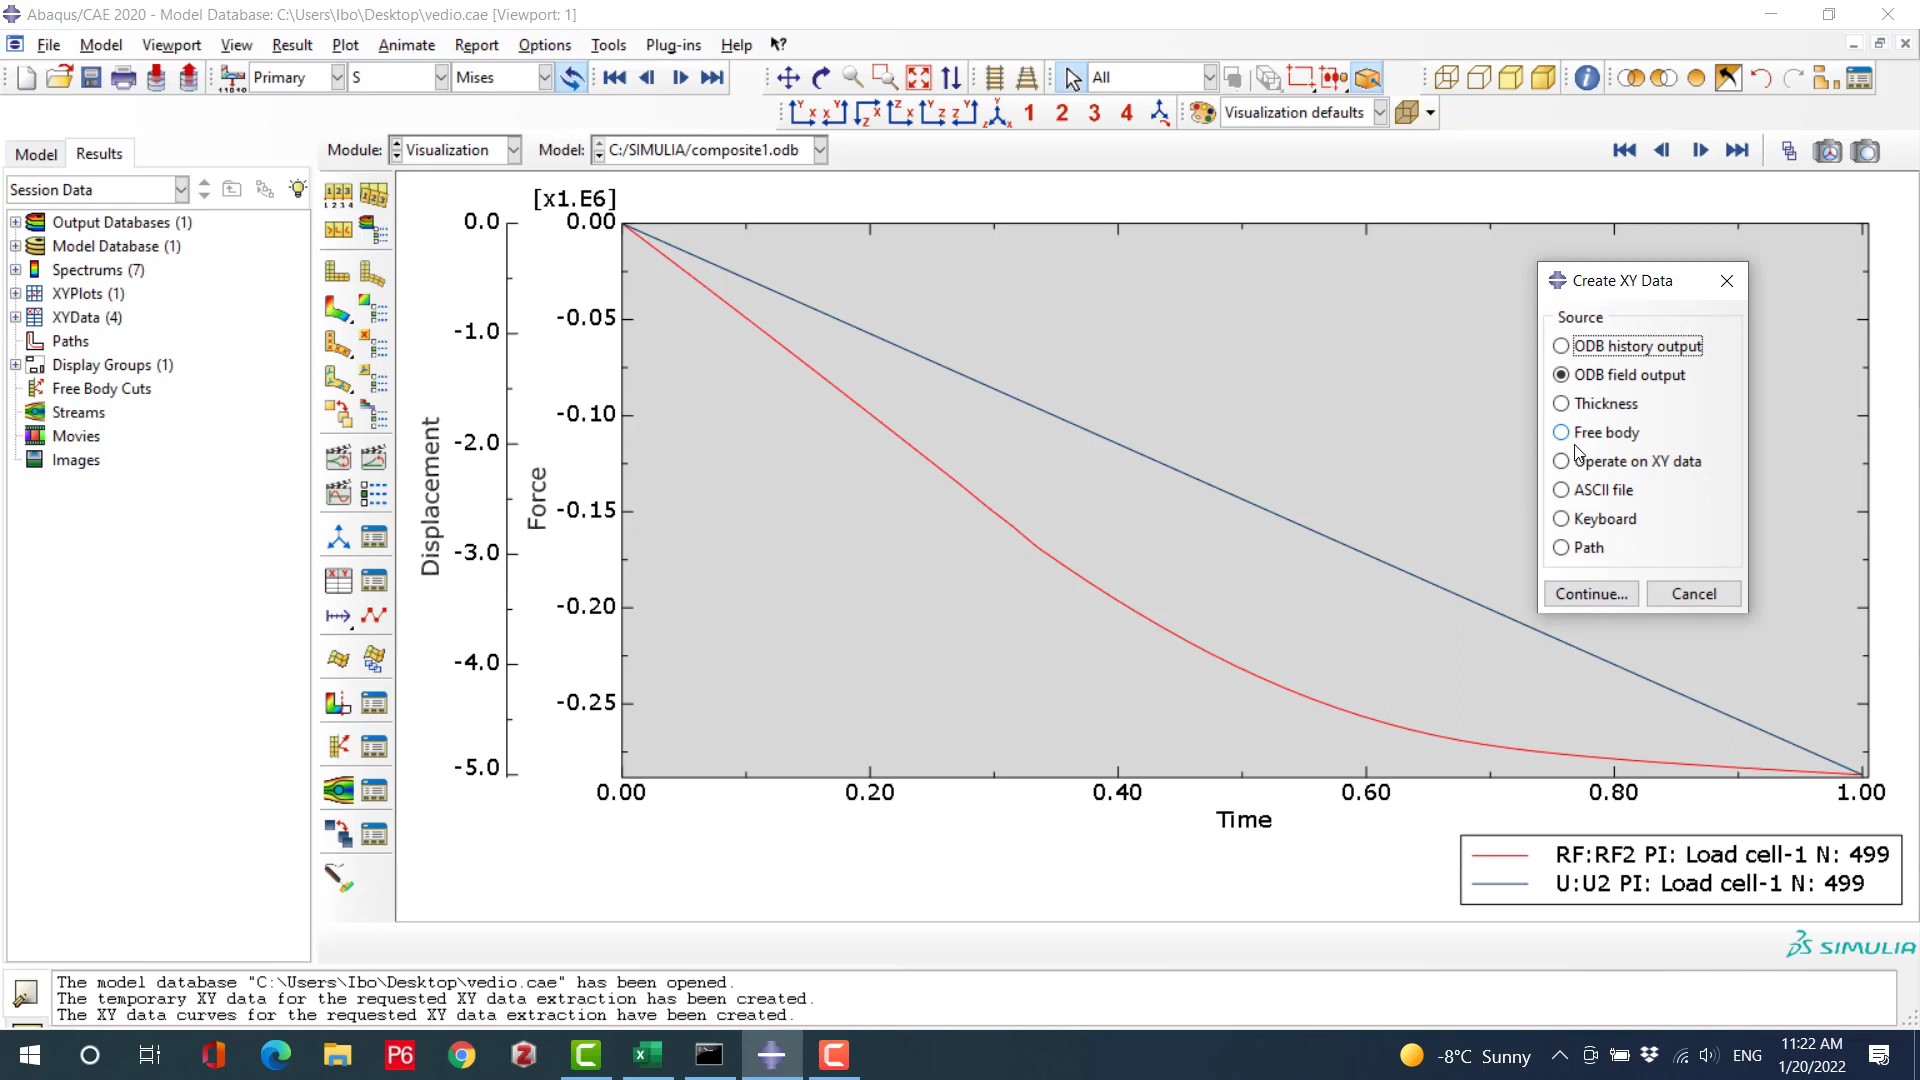 Abaqus/CAE 2020 - Model Database: C:\Users\Ibo\Desktop\vedio.cae [Viewport: 1]
File Model Viewport View Result Plot Animate Report Options Tools Plug-ins Help
Primary S Mises All
1 2 3 4 Visualization defaults
Model Results Module: Visualization Model: C:/SIMULIA/composite1.odb
Session Data
Output Databases (1)
Model Database (1)
Spectrums (7)
XYPlots (1)
XYData (4)
Paths
Display Groups (1)
Free Body Cuts
Streams
Movies
Images
[x1.E6]
0.0
-1.0
-2.0
-3.0
-4.0
-5.0
Displacement
0.00
-0.05
-0.10
-0.15
-0.20
-0.25
Force
0.00 0.20 0.40 0.60 0.80 1.00
Time
RF:RF2 PI: Load cell-1 N: 499
U:U2 PI: Load cell-1 N: 499
Create XY Data
Source
ODB history output
ODB field output
Thickness
Free body
Operate on XY data
ASCII file
Keyboard
Path
Continue... Cancel
SIMULIA
The model database "C:\Users\Ibo\Desktop\vedio.cae" has been opened.
The temporary XY data for the requested XY data extraction has been created.
The XY data curves for the requested XY data extraction have been created.
P6
-8°C Sunny
ENG
11:22 AM
1/20/2022